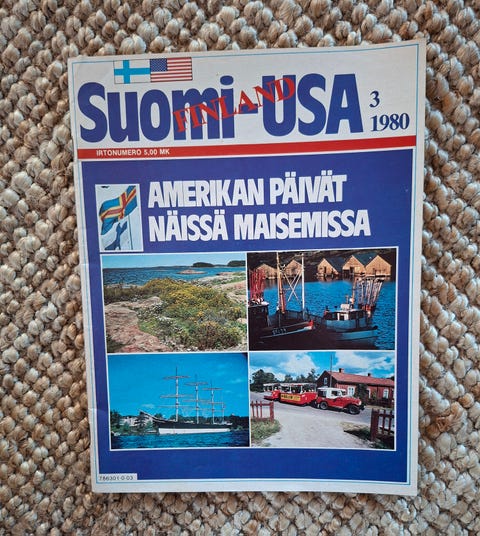 Suomi USA
FINLAND
3
1980
IRTONUMERO 5,00 MK
AMERIKAN PÄIVÄT
NÄISSÄ MAISEMISSA
786301-0-03